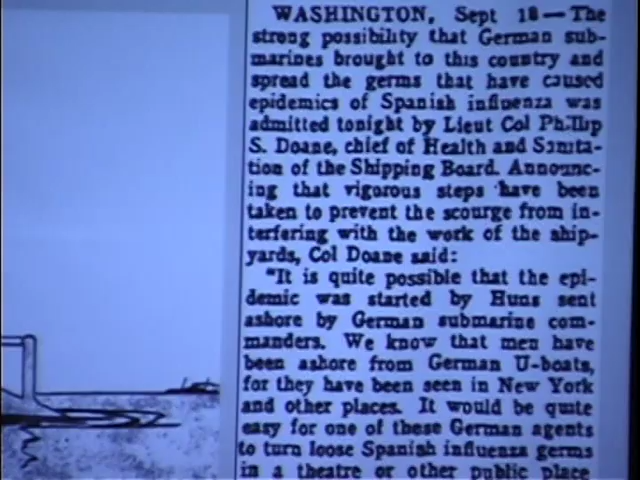 WASHINGTON, Sept 18—The
strong possibility that German sub-
marines brought to this country and
spread the germs that have caused
epidemics of Spanish influenza was
admitted tonight by Lieut Col Phillip
S. Doane, chief of Health and Sanita-
tion of the Shipping Board. Announc-
ing that vigorous steps have been
taken to prevent the scourge from in-
terfering with the work of the ship-
yards, Col Doane said:
"It is quite possible that the epi-
demic was started by Huns sent
ashore by German submarine com-
manders. We know that men have
been ashore from German U-boats,
for they have been seen in New York
and other places. It would be quite
easy for one of these German agents
to turn loose Spanish influenza germs
in a theatre or other public place